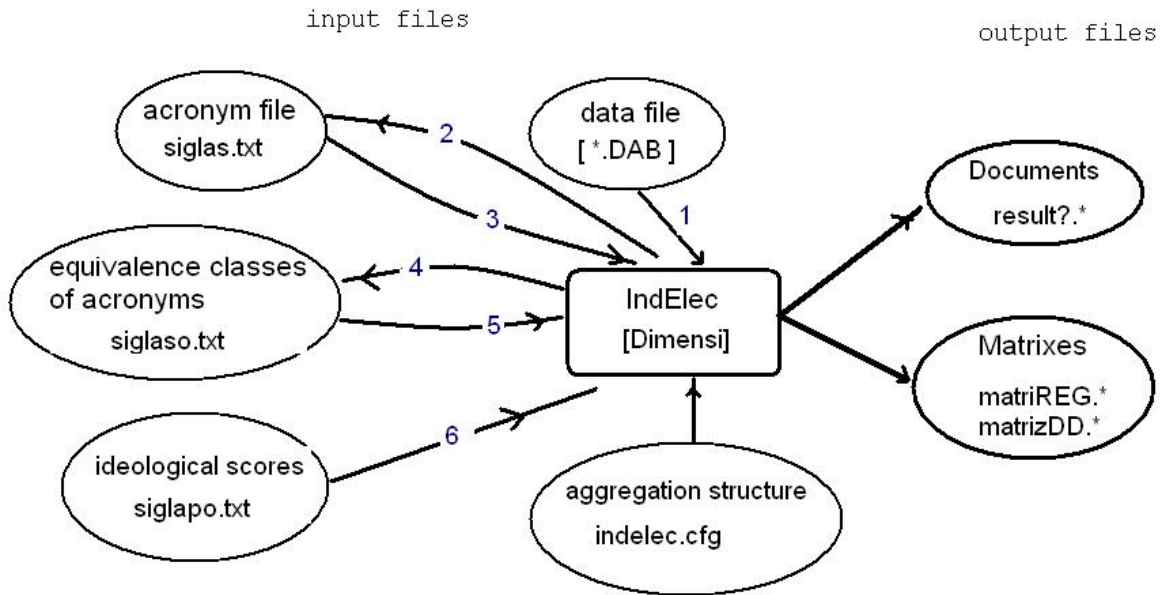 input files
output files
acronym file
siglas.txt
2
3
data file
[ *.DAB ]
1
equivalence classes
of acronyms
siglaso.txt
4
5
IndElec
[Dimensi]
Documents
result?.*
Matrixes
matriREG.*
matrizDD.*
ideological scores
siglapo.txt
6
aggregation structure
indelec.cfg